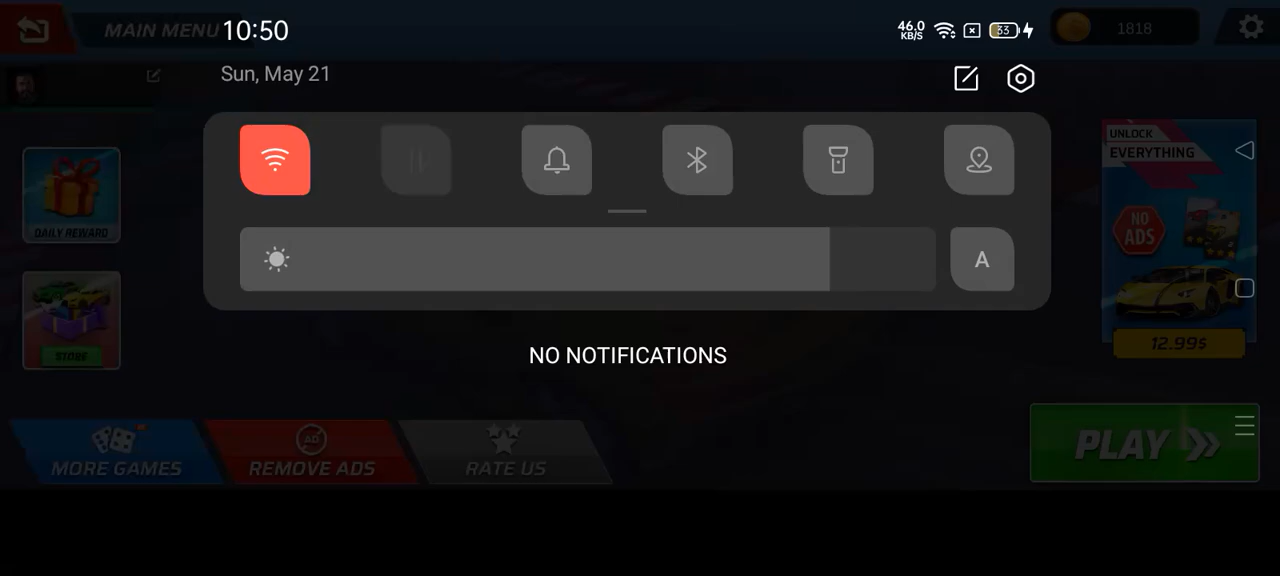 MAIN MENU
10:50
46.0
KB/S
33
1818
Sun, May 21
UNLOCK
EVERYTHING
NO
ADS
DAILY REWARD
A
STORE
12.99$
NO NOTIFICATIONS
PLAY
AD
MORE GAMES
REMOVE ADS
RATE US